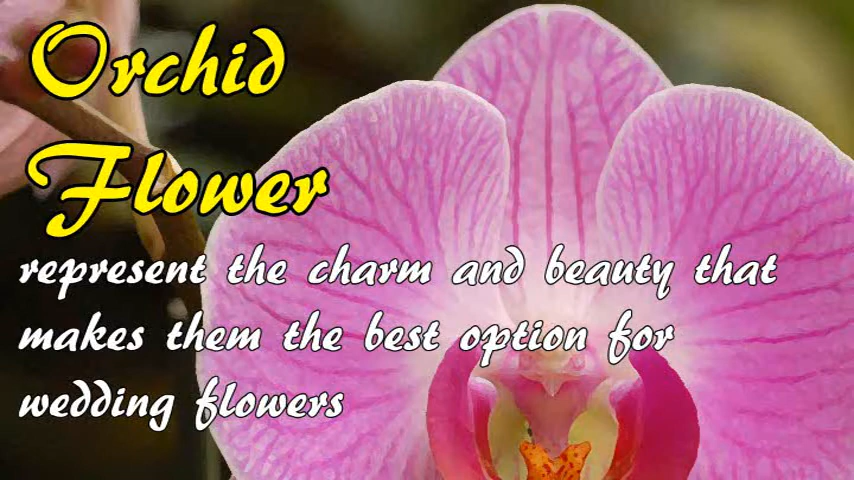 Orchid
Flower
represent the charm and beauty that
makes them the best option for
wedding flowers